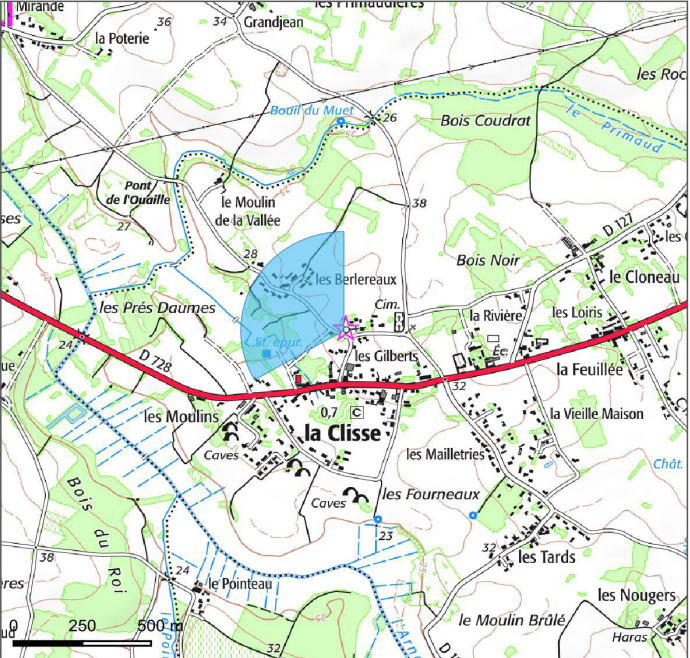 Mirande
36
34
les Primaudières
Grandjean
la Poterie
les Roc
Bouil du Muet
26
Bois Coudrat
le Primaud
Pont
de l'Ouaille
le Moulin
de la Vallée
38
27
28
D 127
les C
Bois Noir
les Berlereaux
le Cloneau
les Prés Daumes
Cim.
la Rivière
les Loiris
24
St. épur.
Ec.
D 728
les Gilberts
la Feuillée
32
les Moulins
0,7 C
la Vieille Maison
la Clisse
Caves
les Mailletries
Chât.
Bois du Roi
Caves
les Fourneaux
23
32
les Tards
38
24
le Pointeau
les Nougers
le Moulin Brûlé
Haras
0 250 500 m
32
l'Arno